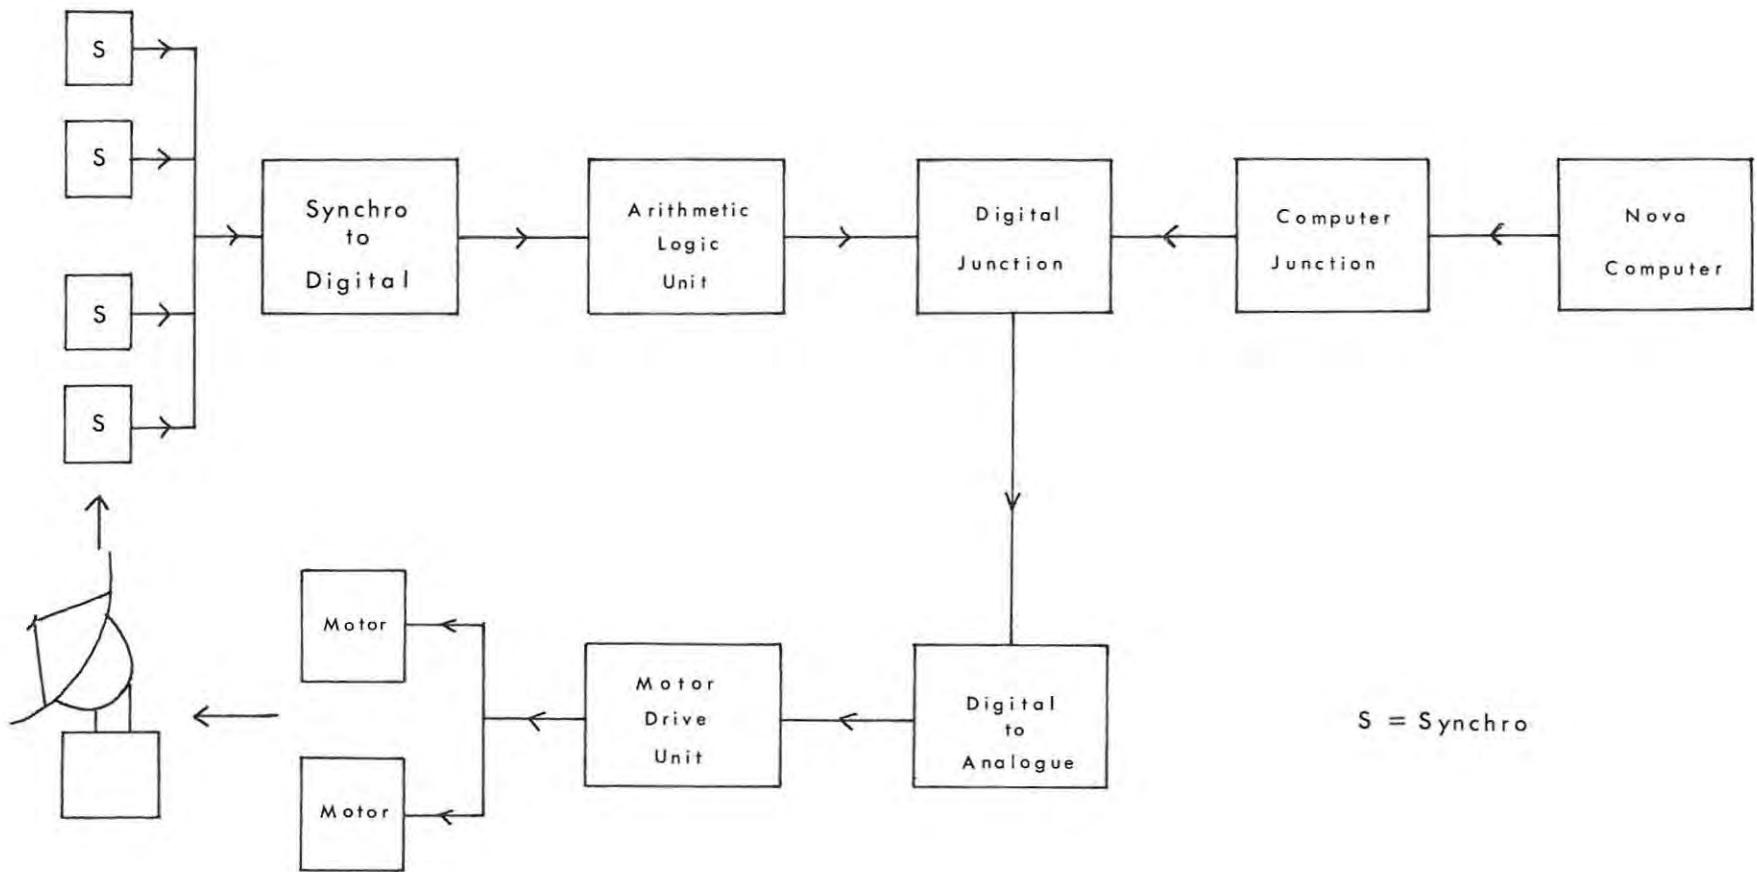 S
S
S
S
Synchro
to
Digital
Arithmetic
Logic
Unit
Digital
Junction
Computer
Junction
Nova
Computer
Motor
Motor
Motor
Drive
Unit
Digital
to
Analogue
S = Synchro